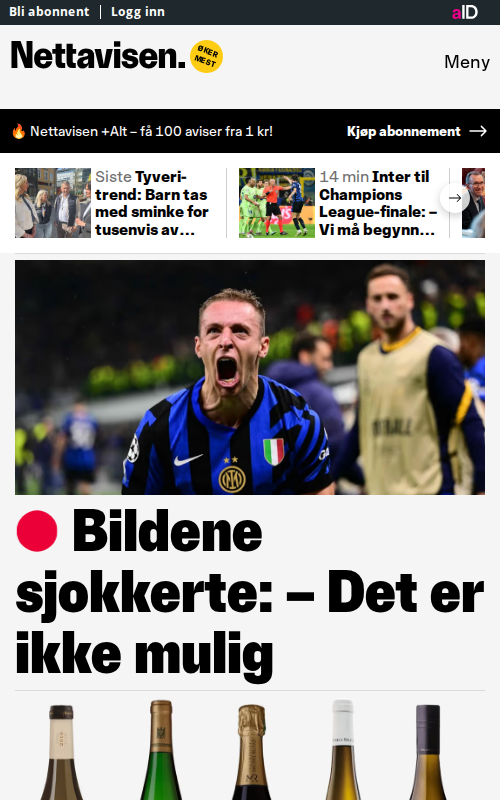 Bli abonnent | Logg inn
aID
Nettavisen.
ØKER
MEST
Meny
🔥 Nettavisen +Alt – få 100 aviser fra 1 kr!
Kjøp abonnement →
Siste Tyveri-
trend: Barn tas
med sminke for
tusenvis av…
14 min Inter til
Champions
League-finale: –
Vi må begynn…
Bildene
sjokkerte: – Det er
ikke mulig